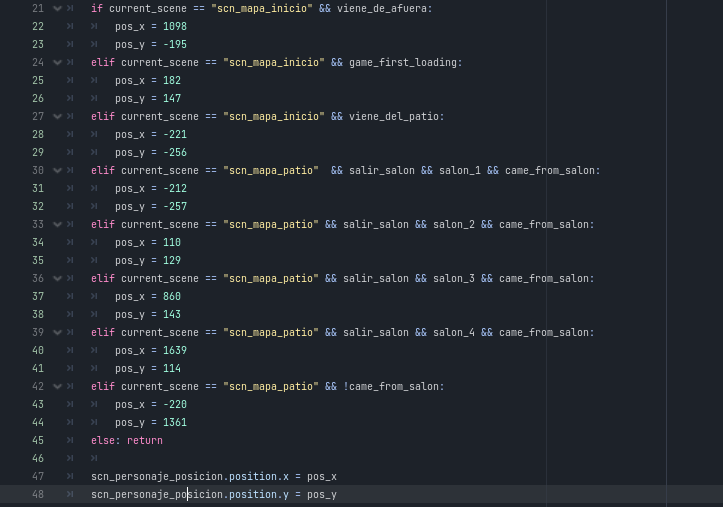 21 if current_scene == "scn_mapa_inicio" && viene_de_afuera:
22 pos_x = 1098
23 pos_y = -195
24 elif current_scene == "scn_mapa_inicio" && game_first_loading:
25 pos_x = 182
26 pos_y = 147
27 elif current_scene == "scn_mapa_inicio" && viene_del_patio:
28 pos_x = -221
29 pos_y = -256
30 elif current_scene == "scn_mapa_patio"  && salir_salon && salon_1 && came_from_salon:
31 pos_x = -212
32 pos_y = -257
33 elif current_scene == "scn_mapa_patio" && salir_salon && salon_2 && came_from_salon:
34 pos_x = 110
35 pos_y = 129
36 elif current_scene == "scn_mapa_patio" && salir_salon && salon_3 && came_from_salon:
37 pos_x = 860
38 pos_y = 143
39 elif current_scene == "scn_mapa_patio" && salir_salon && salon_4 && came_from_salon:
40 pos_x = 1639
41 pos_y = 114
42 elif current_scene == "scn_mapa_patio" && !came_from_salon:
43 pos_x = -220
44 pos_y = 1361
45 else: return
46
47 scn_personaje_posicion.position.x = pos_x
48 scn_personaje_posicion.position.y = pos_y